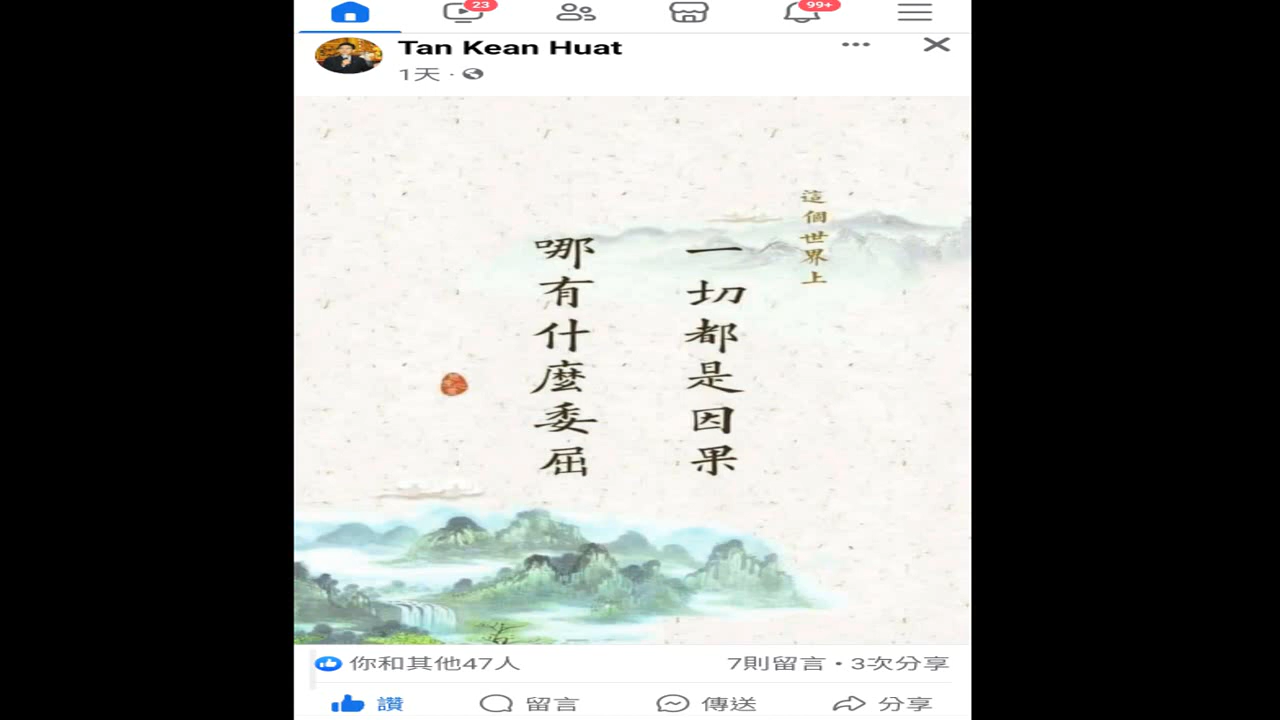 23
99+
Tan Kean Huat
1天 ·
這個世界上
一切都是因果
哪有什麼委屈
你和其他47人
7則留言 • 3次分享
讚
留言
傳送
分享